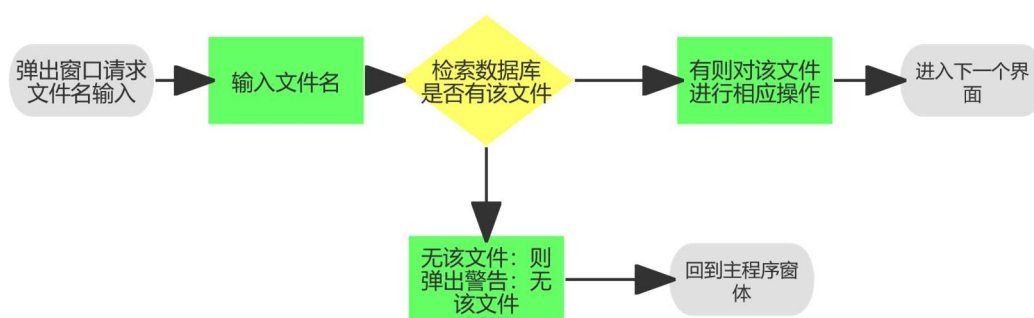 弹出窗口请求
文件名输入
输入文件名
检索数据库
是否有该文件
有则对该文件
进行相应操作
进入下一个界
面
无该文件：则
弹出警告：无
该文件
回到主程序窗
体